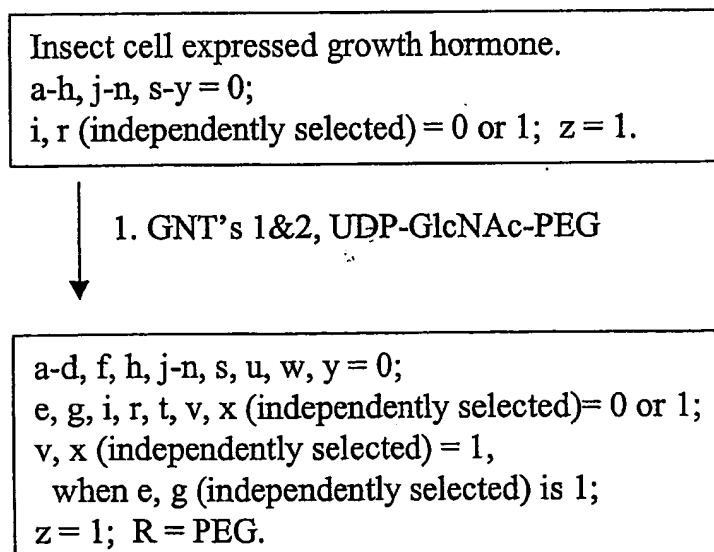 Insect cell expressed growth hormone.
a-h, j-n, s-y = 0;
i, r (independently selected) = 0 or 1; z = 1.
1. GNT's 1&2, UDP-GlcNAc-PEG
a-d, f, h, j-n, s, u, w, y = 0;
e, g, i, r, t, v, x (independently selected)= 0 or 1;
v, x (independently selected) = 1,
when e, g (independently selected) is 1;
z = 1; R = PEG.